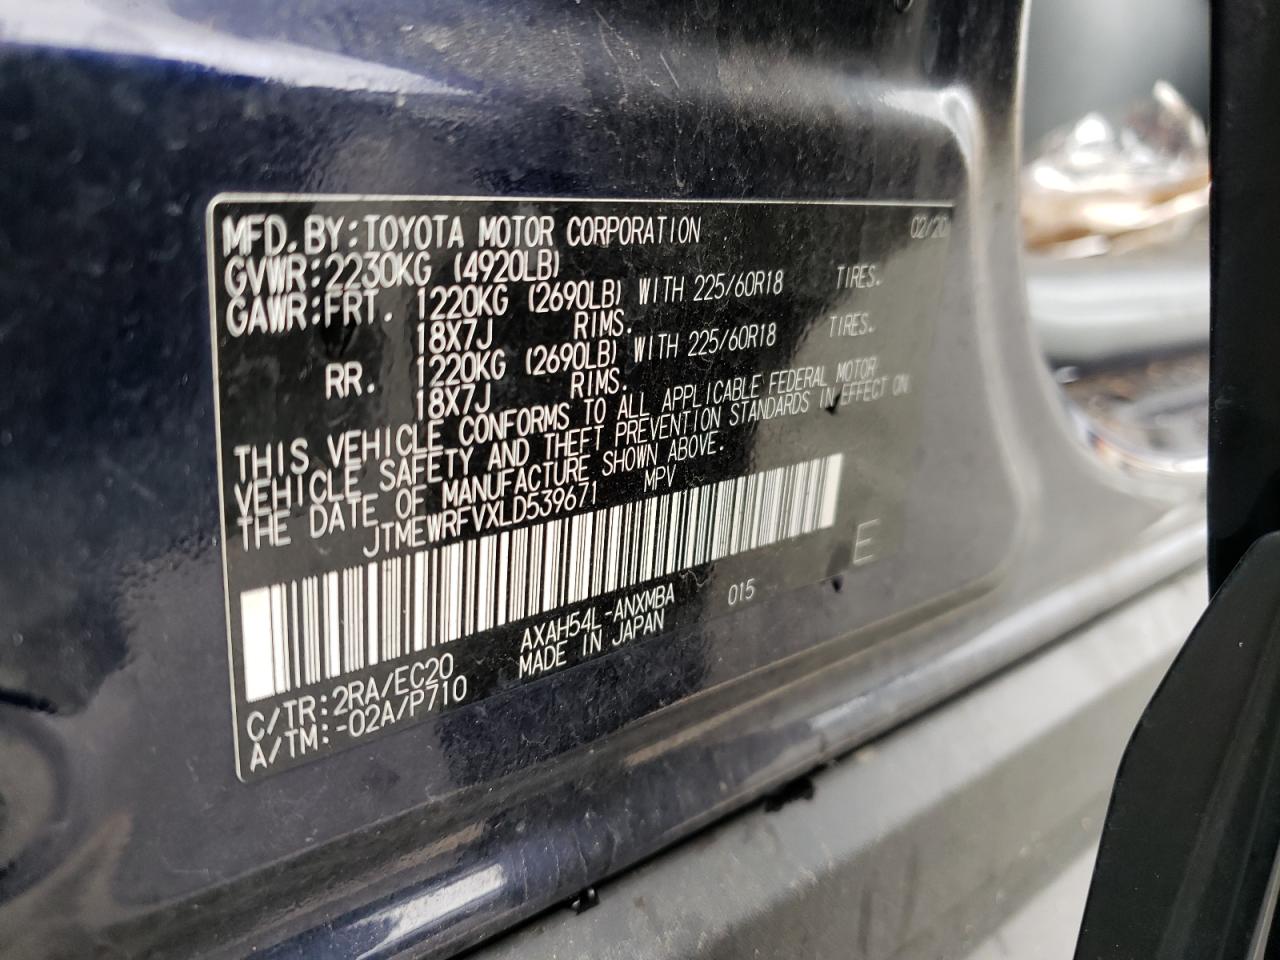 MFD.BY:TOYOTA MOTOR CORPORATION 02/20
GVWR:2230KG (4920LB)
GAWR:FRT. 1220KG (2690LB) WITH 225/60R18 TIRES.
18X7J RIMS.
RR. 1220KG (2690LB) WITH 225/60R18 TIRES.
18X7J RIMS.
THIS VEHICLE CONFORMS TO ALL APPLICABLE FEDERAL MOTOR
VEHICLE SAFETY AND THEFT PREVENTION STANDARDS IN EFFECT ON
THE DATE OF MANUFACTURE SHOWN ABOVE.
JTMEWRFVXLD539671 MPV
E
C/TR:2RA/EC20 AXAH54L-ANXMBA 015
A/TM:-02A/P710 MADE IN JAPAN